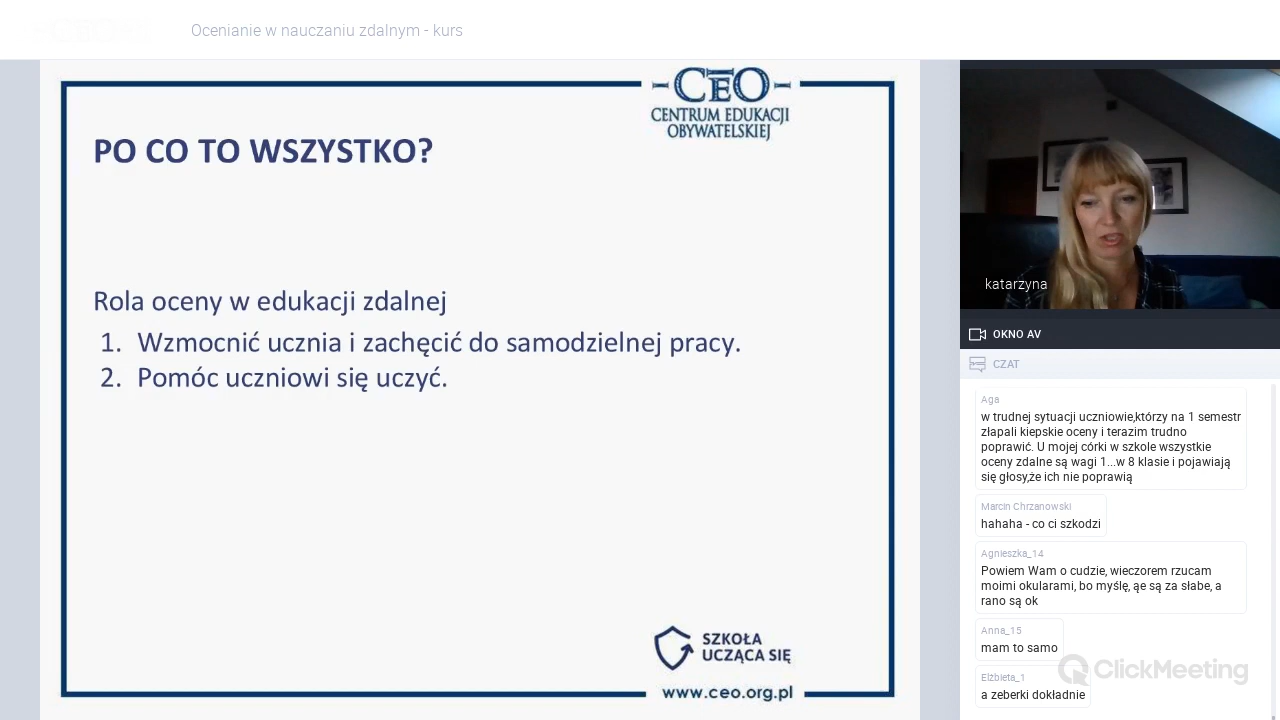 Ocenianie w nauczaniu zdalnym - kurs
CEO
CENTRUM EDUKACJI
OBYWATELSKIEJ
PO CO TO WSZYSTKO?
Rola oceny w edukacji zdalnej
1. Wzmocnić ucznia i zachęcić do samodzielnej pracy.
2. Pomóc uczniowi się uczyć.
SZKOŁA
UCZĄCA SIĘ
www.ceo.org.pl
katarzyna
OKNO AV
CZAT
Aga
w trudnej sytuacji uczniowie,którzy na 1 semestr
złapali kiepskie oceny i terazim trudno
poprawić. U mojej córki w szkole wszystkie
oceny zdalne są wagi 1...w 8 klasie i pojawiają
się głosy,że ich nie poprawią
Marcin Chrzanowski
hahaha - co ci szkodzi
Agnieszka_14
Powiem Wam o cudzie, wieczorem rzucam
moimi okularami, bo myślę, ąe są za słabe, a
rano są ok
Anna_15
mam to samo
Elżbieta_1
a zeberki dokładnie
ClickMeeting